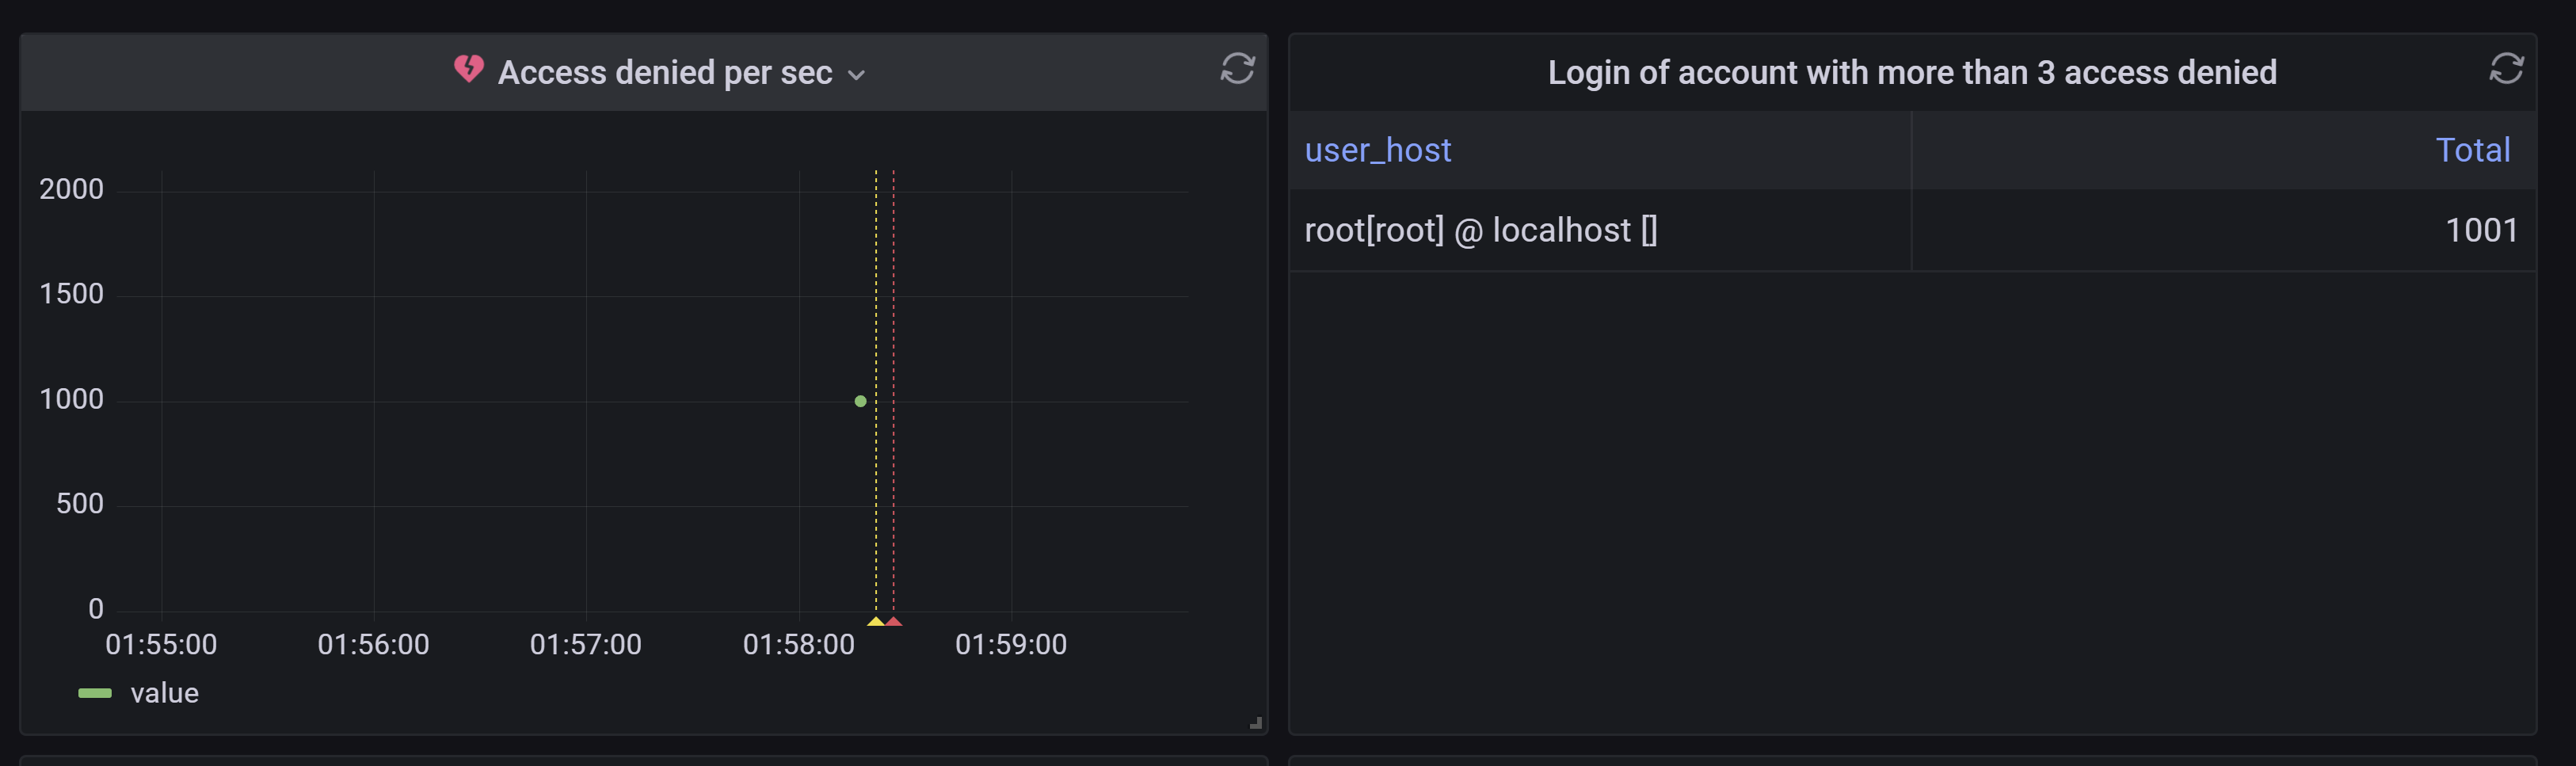 Access denied per sec
2000
1500
1000
500
0
01:55:00 01:56:00 01:57:00 01:58:00 01:59:00
value
Login of account with more than 3 access denied
user_host Total
root[root] @ localhost [] 1001